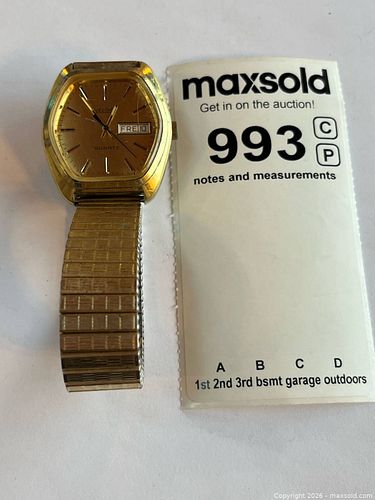 QUARTZ
maxsold
Get in on the auction!
993 C
P
notes and measurements
A B C D
1st 2nd 3rd bsmt garage outdoors
Copyright 2026 - maxsold.com